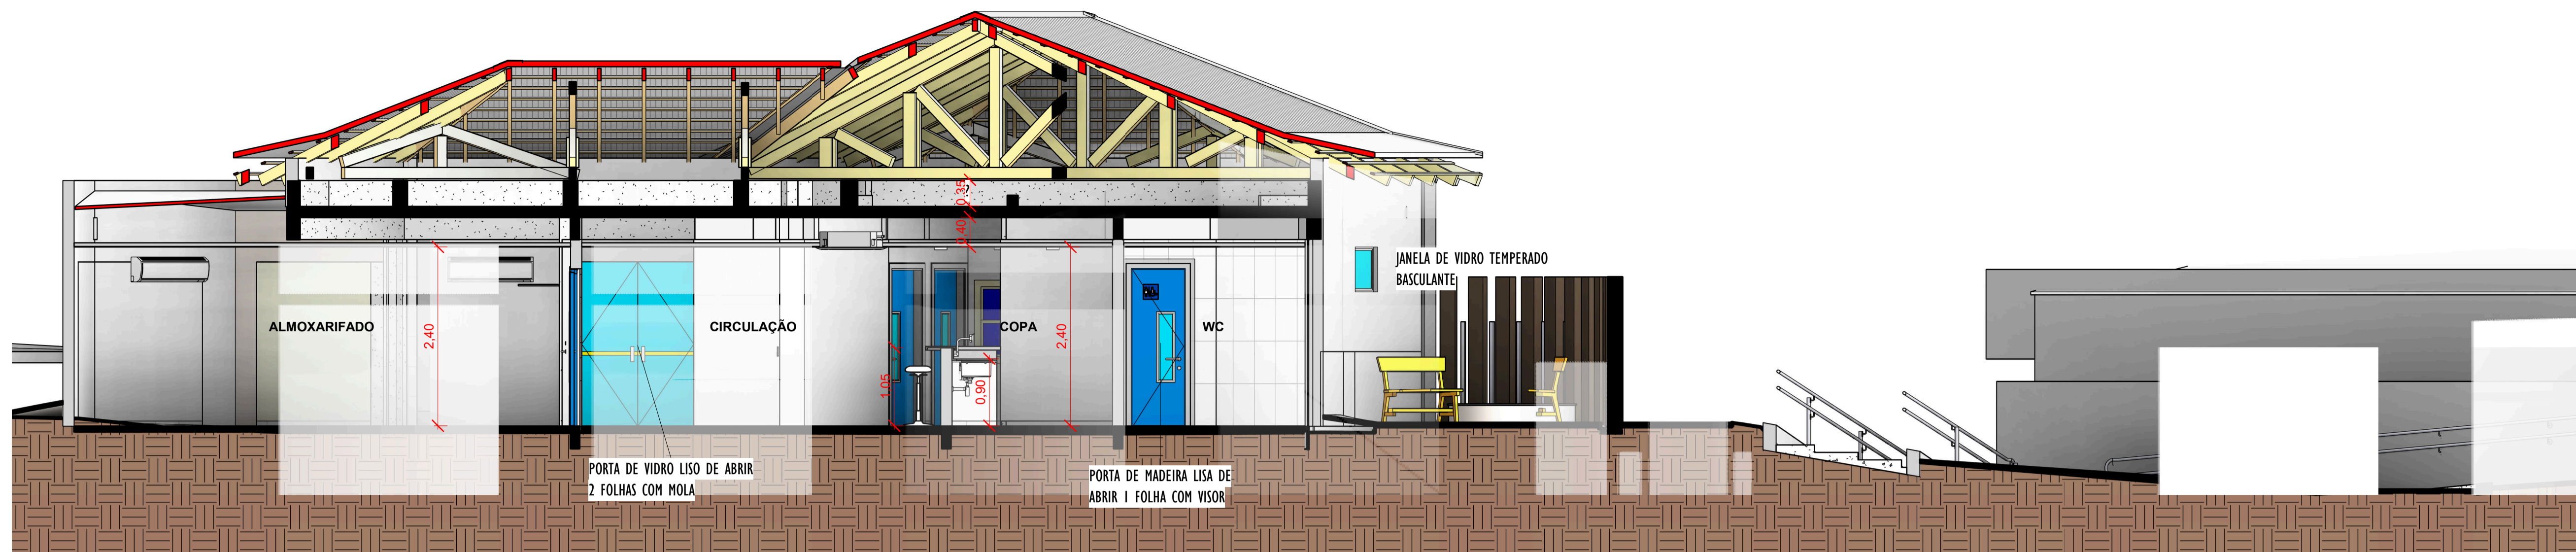 0,35
0,40
JANELA DE VIDRO TEMPERADO
BASCULANTE
ALMOXARIFADO
2,40
CIRCULAÇÃO
COPA
2,40
WC
1,05
0,90
PORTA DE VIDRO LISO DE ABRIR
2 FOLHAS COM MOLA
PORTA DE MADEIRA LISA DE
ABRIR 1 FOLHA COM VISOR